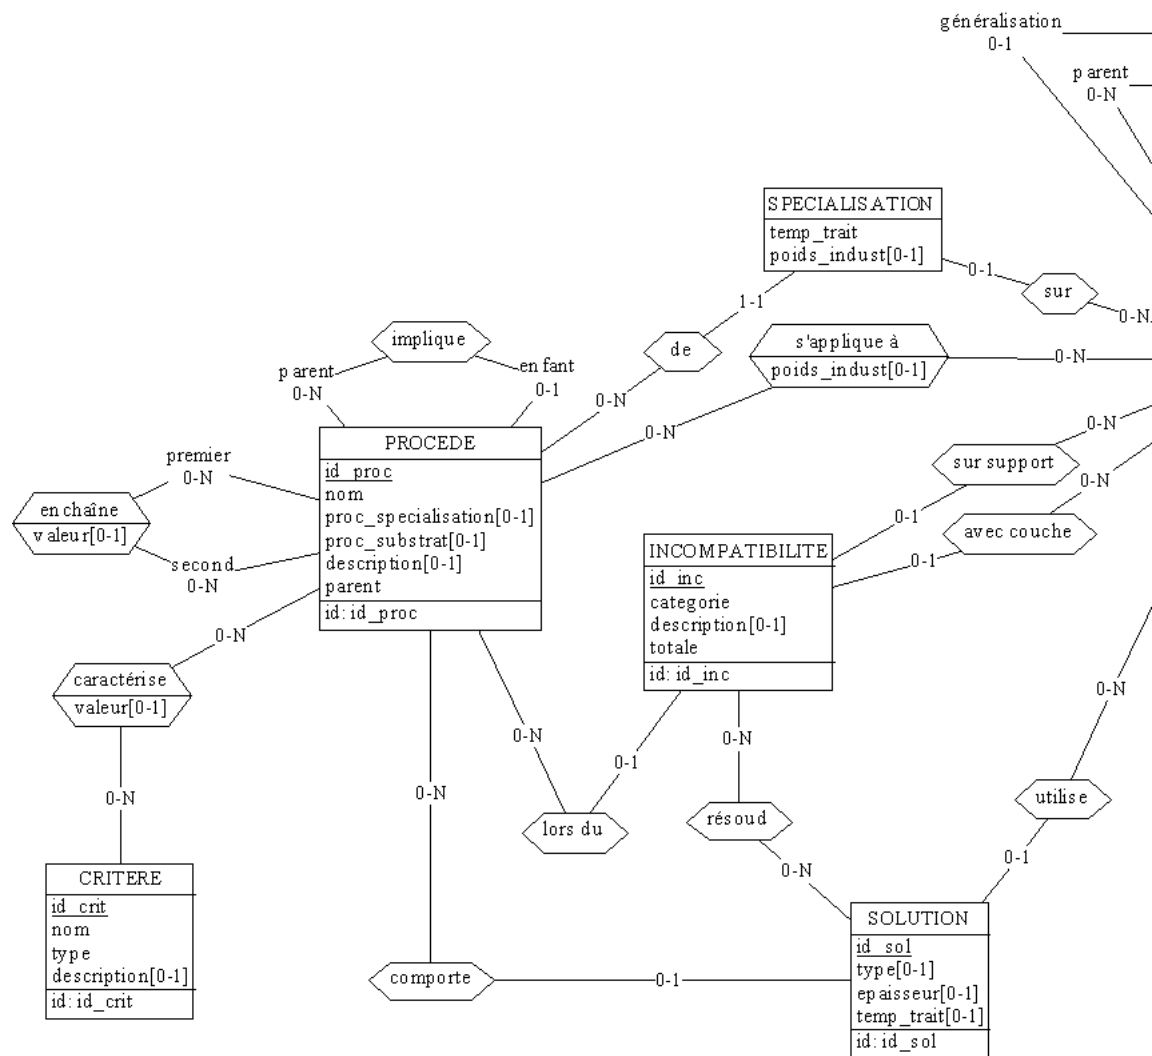 généralisation
0-1
parent
0-N
SPECIALISATION
temp_trait
poids_indust[0-1]
0-1
sur
0-N
1-1
de
0-N
implique
parent
0-N
enfant
0-1
s'applique à
poids_indust[0-1]
0-N
0-N
PROCEDE
id_proc
nom
proc_specialisation[0-1]
proc_substrat[0-1]
description[0-1]
parent
id: id_proc
premier
0-N
en chaîne
valeur[0-1]
second
0-N
0-N
sur support
0-1
0-N
avec couche
0-1
INCOMPATIBILITE
id_inc
categorie
description[0-1]
totale
id: id_inc
0-N
caractérise
valeur[0-1]
0-N
0-N
0-N
0-1
lors du
0-N
résoud
0-N
0-N
utilise
0-1
CRITERE
id_crit
nom
type
description[0-1]
id: id_crit
comporte
0-1
SOLUTION
id_sol
type[0-1]
epaisseur[0-1]
temp_trait[0-1]
id: id_sol